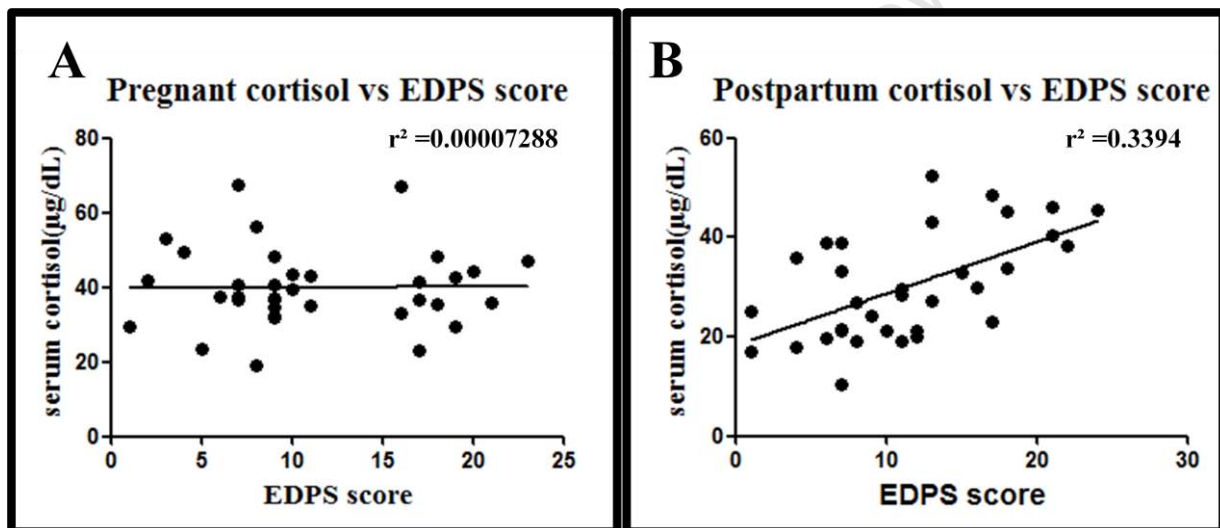 A
Pregnant cortisol vs EDPS score
r² =0.00007288
80
60
40
20
0
serum cortisol(µg/dL)
0 5 10 15 20 25
EDPS score
B
Postpartum cortisol vs EDPS score
r² =0.3394
60
40
20
0
serum cortisol(µg/dL)
0 10 20 30
EDPS score